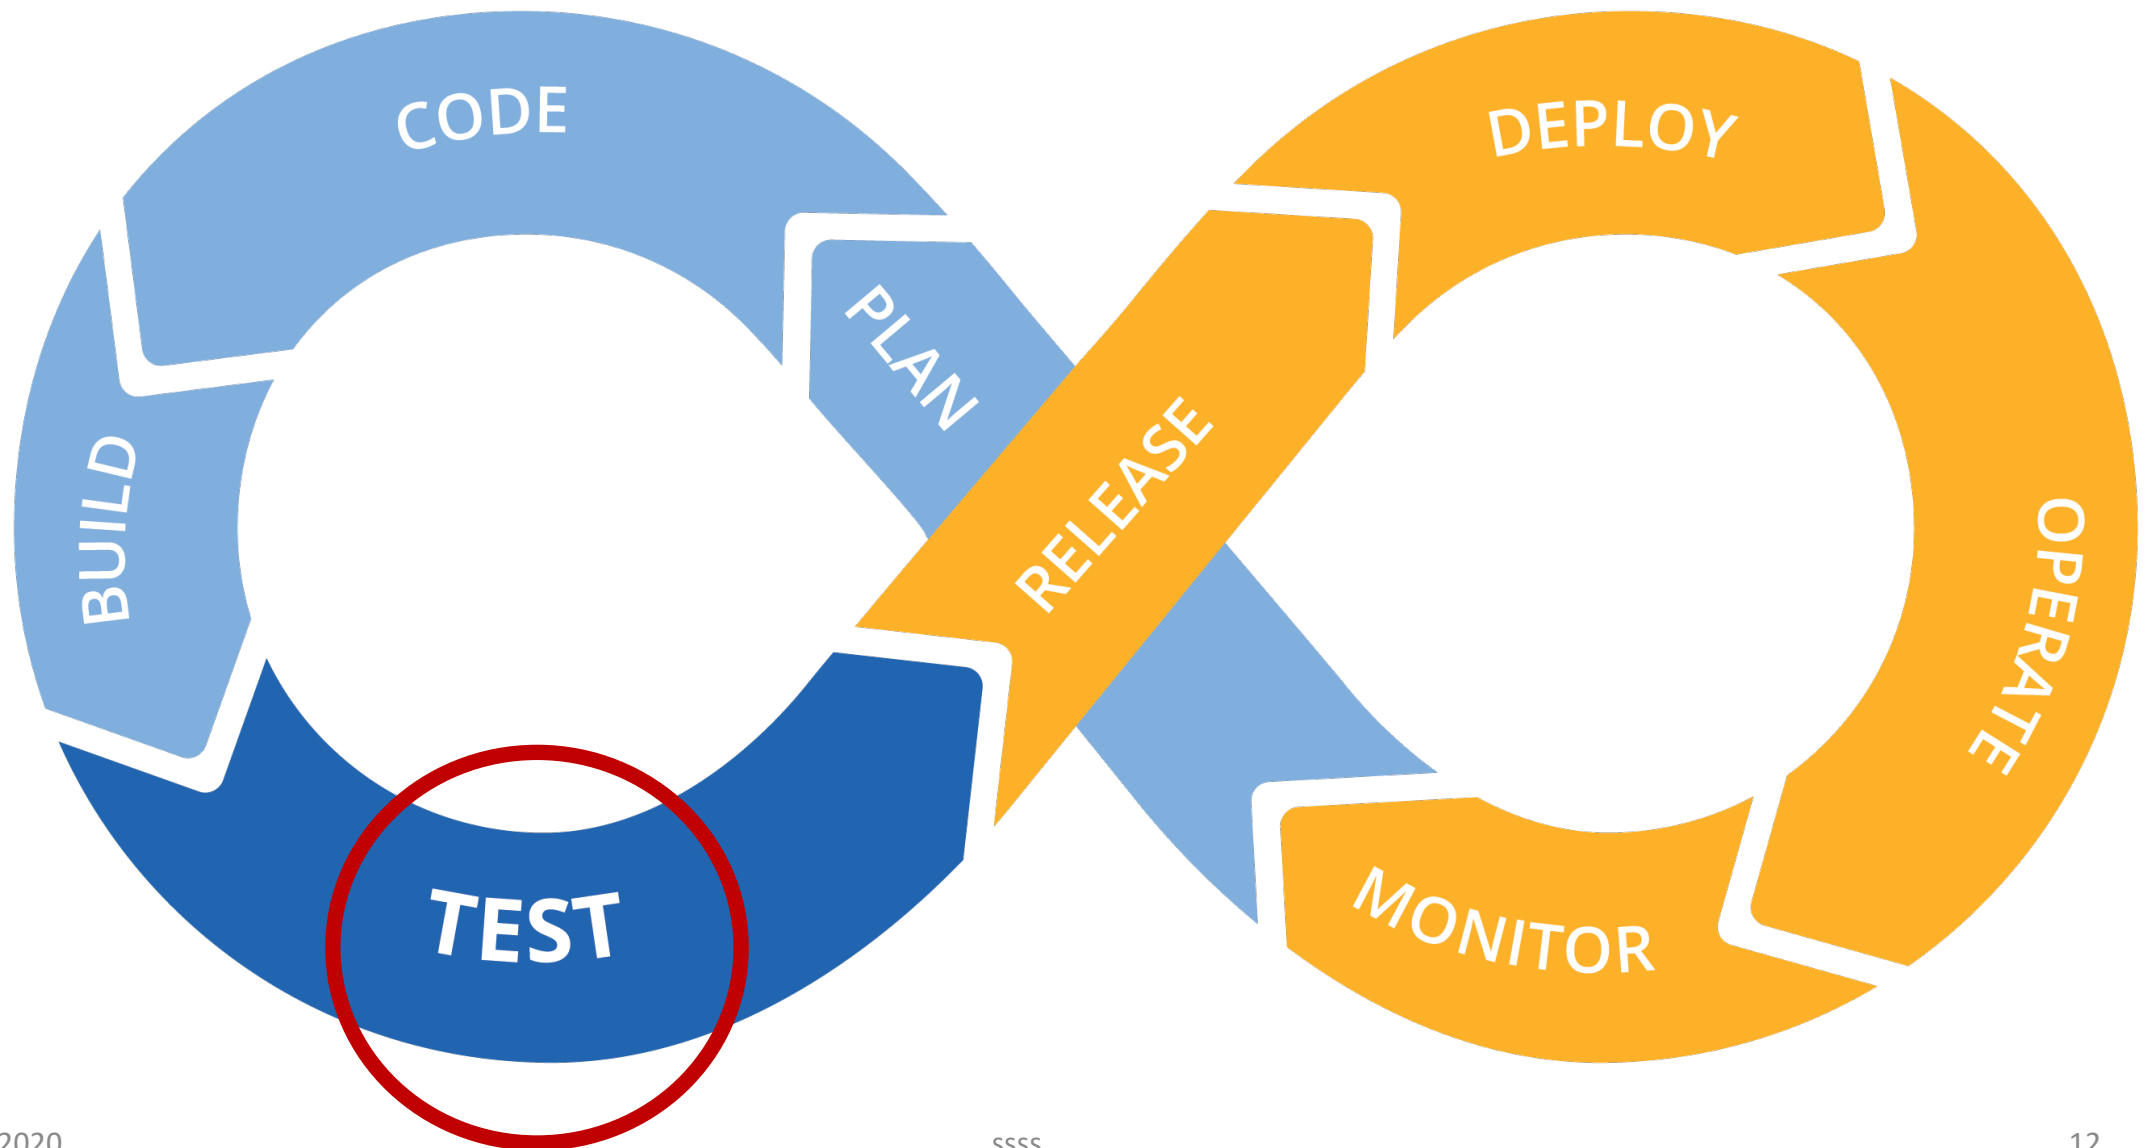 CODE
DEPLOY
PLAN
RELEASE
BUILD
OPERATE
TEST
MONITOR
2020
ssss
12